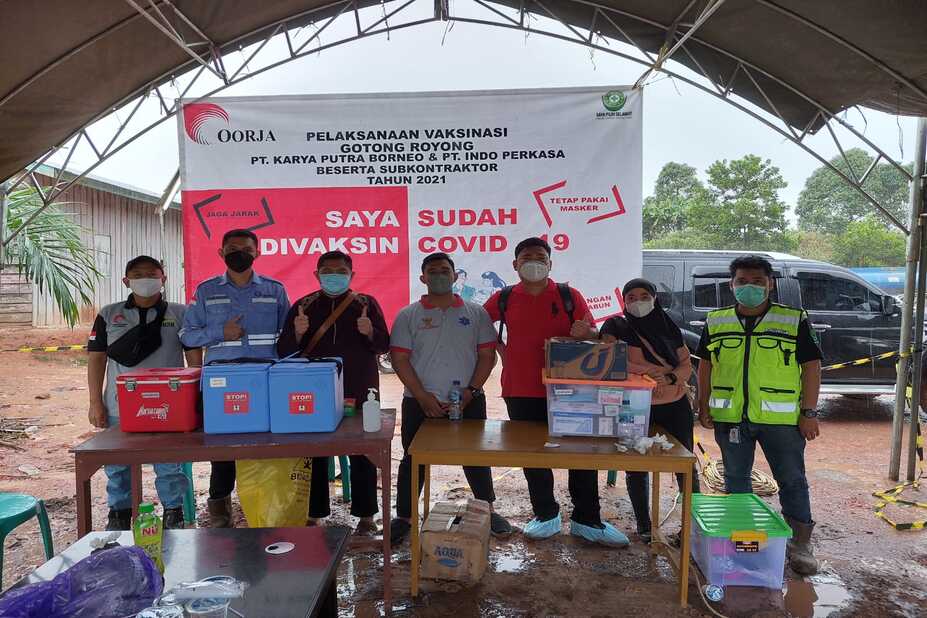 OORJA
PELAKSANAAN VAKSINASI
GOTONG ROYONG
PT. KARYA PUTRA BORNEO & PT. INDO PERKASA
BESERTA SUBKONTRAKTOR
TAHUN 2021
JAGA JARAK
TETAP PAKAI
MASKER
SAYA SUDAH
DIVAKSIN COVID 19
STOP!
STOP!
AQUA